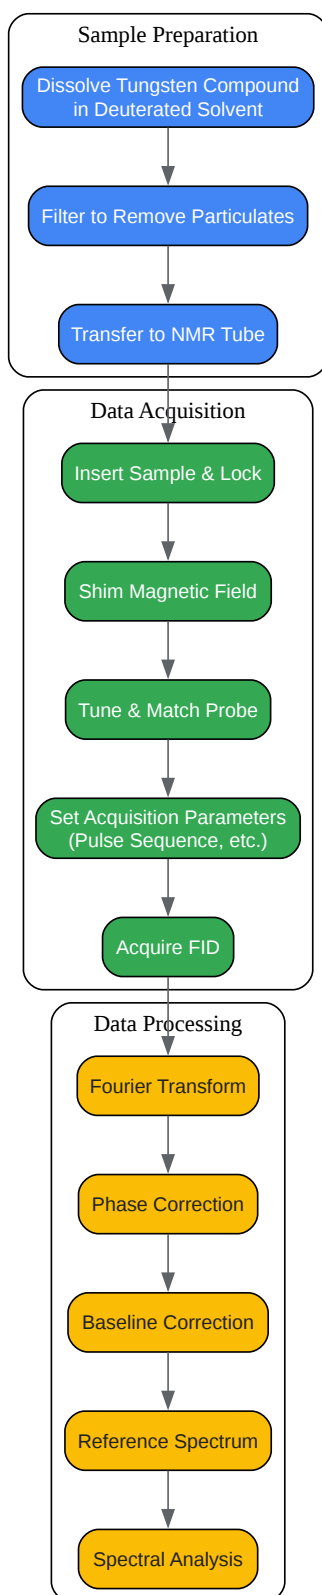 Sample Preparation
Dissolve Tungsten Compound
in Deuterated Solvent
Filter to Remove Particulates
Transfer to NMR Tube
Data Acquisition
Insert Sample & Lock
Shim Magnetic Field
Tune & Match Probe
Set Acquisition Parameters
(Pulse Sequence, etc.)
Acquire FID
Data Processing
Fourier Transform
Phase Correction
Baseline Correction
Reference Spectrum
Spectral Analysis